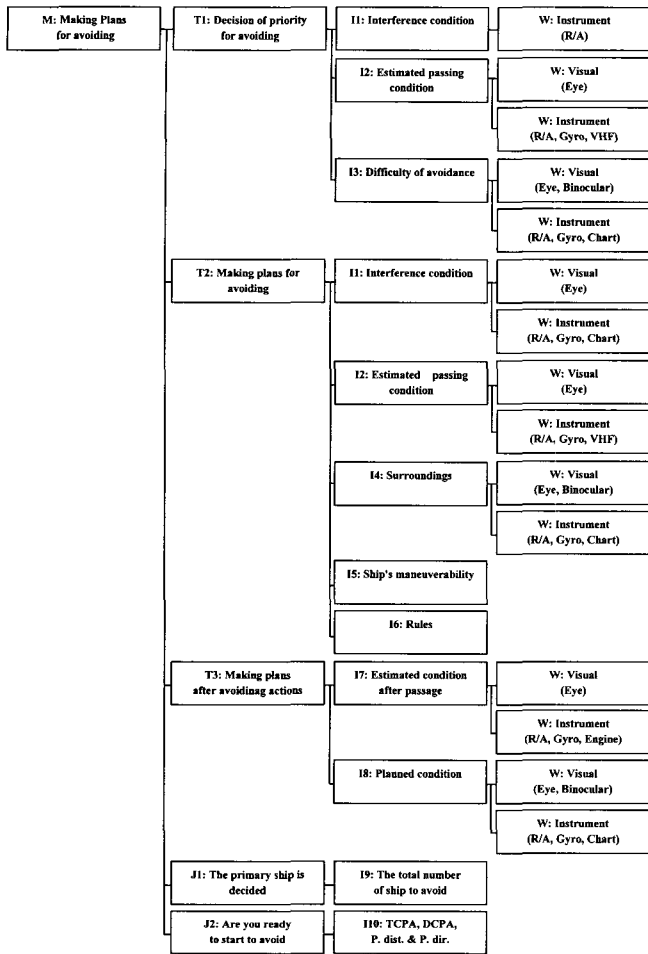 M: Making Plans
for avoiding
T1: Decision of priority
for avoiding
I1: Interference condition
W: Instrument
(R/A)
I2: Estimated passing
condition
W: Visual
(Eye)
W: Instrument
(R/A, Gyro, VHF)
I3: Difficulty of avoidance
W: Visual
(Eye, Binocular)
W: Instrument
(R/A, Gyro, Chart)
T2: Making plans for
avoiding
I1: Interference condition
W: Visual
(Eye)
W: Instrument
(R/A, Gyro, Chart)
I2: Estimated passing
condition
W: Visual
(Eye)
W: Instrument
(R/A, Gyro, VHF)
I4: Surroundings
W: Visual
(Eye, Binocular)
W: Instrument
(R/A, Gyro, Chart)
I5: Ship's maneuverability
I6: Rules
T3: Making plans
after avoidinag actions
I7: Estimated condition
after passage
W: Visual
(Eye)
W: Instrument
(R/A, Gyro, Engine)
I8: Planned condition
W: Visual
(Eye, Binocular)
W: Instrument
(R/A, Gyro, Chart)
J1: The primary ship is
decided
I9: The total number
of ship to avoid
J2: Are you ready
to start to avoid
I10: TCPA, DCPA,
P. dist. & P. dir.